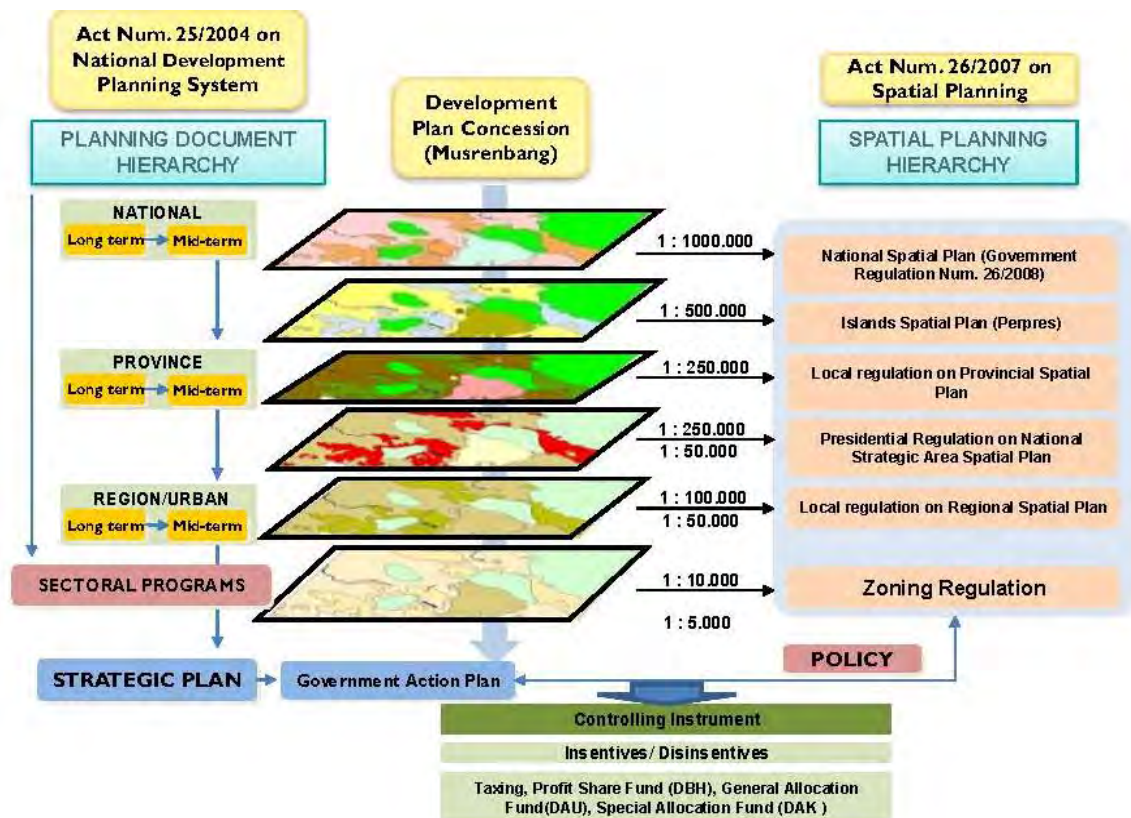 Act Num. 25/2004 on
National Development
Planning System
PLANNING DOCUMENT
HIERARCHY
NATIONAL
Long term
Mid-term
PROVINCE
Long term
Mid-term
REGION/URBAN
Long term
Mid-term
SECTORAL PROGRAMS
STRATEGIC PLAN
Development
Plan Concession
(Musrenbang)
1 : 1000.000
1 : 500.000
1 : 250.000
1 : 250.000
1 : 50.000
1 : 100.000
1 : 50.000
1 : 10.000
1 : 5.000
Government Action Plan
Act Num. 26/2007 on
Spatial Planning
SPATIAL PLANNING
HIERARCHY
National Spatial Plan (Government
Regulation Num. 26/2008)
Islands Spatial Plan (Perpres)
Local regulation on Provincial Spatial
Plan
Presidential Regulation on National
Strategic Area Spatial Plan
Local regulation on Regional Spatial Plan
Zoning Regulation
POLICY
Controlling Instrument
Insentives/ Disinsentives
Taxing, Profit Share Fund (DBH), General Allocation
Fund(DAU), Special Allocation Fund (DAK )